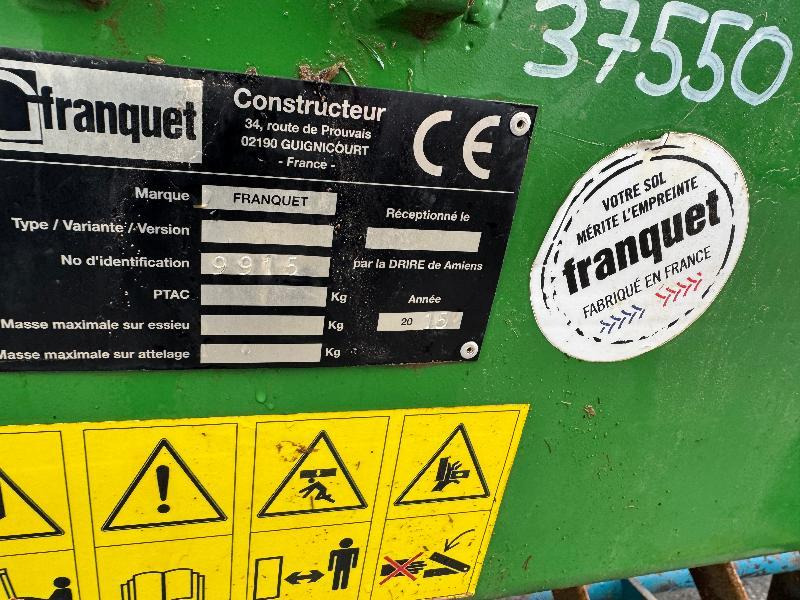 37550
franquet
Constructeur
34, route de Prouvais
02190 GUIGNICOURT
- France -
CE
Marque FRANQUET
Type / Variante / Version
No d'identification 9915
PTAC Kg
Masse maximale sur essieu Kg
Masse maximale sur attelage Kg
Réceptionné le
par la DRIRE de Amiens
Année
20 15
VOTRE SOL
MÉRITE L'EMPREINTE
franquet
FABRIQUÉ EN FRANCE